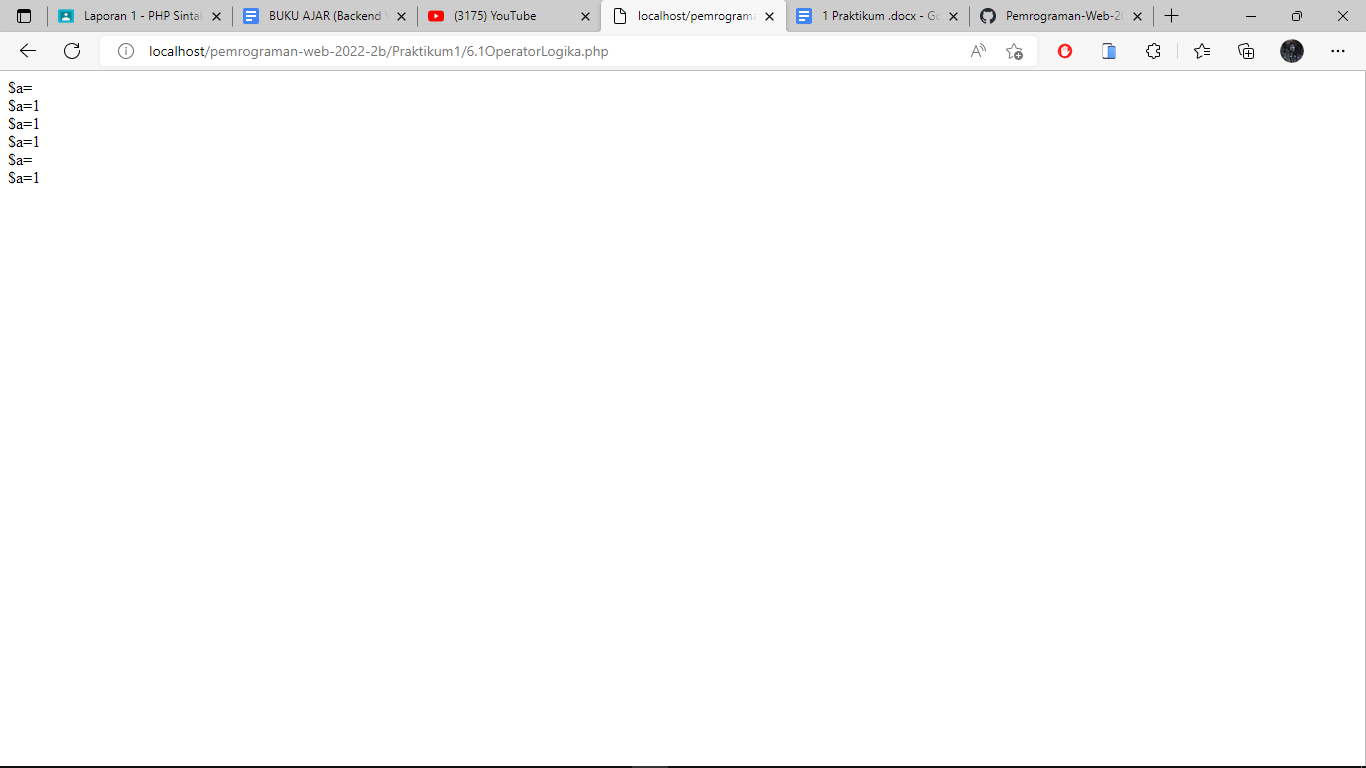 Laporan 1 - PHP Sinta
BUKU AJAR (Backend
(3175) YouTube
localhost/pemrogram
1 Praktikum .docx - G
Pemrograman-Web-2
localhost/pemrograman-web-2022-2b/Praktikum1/6.1OperatorLogika.php
$a=
$a=1
$a=1
$a=1
$a=
$a=1